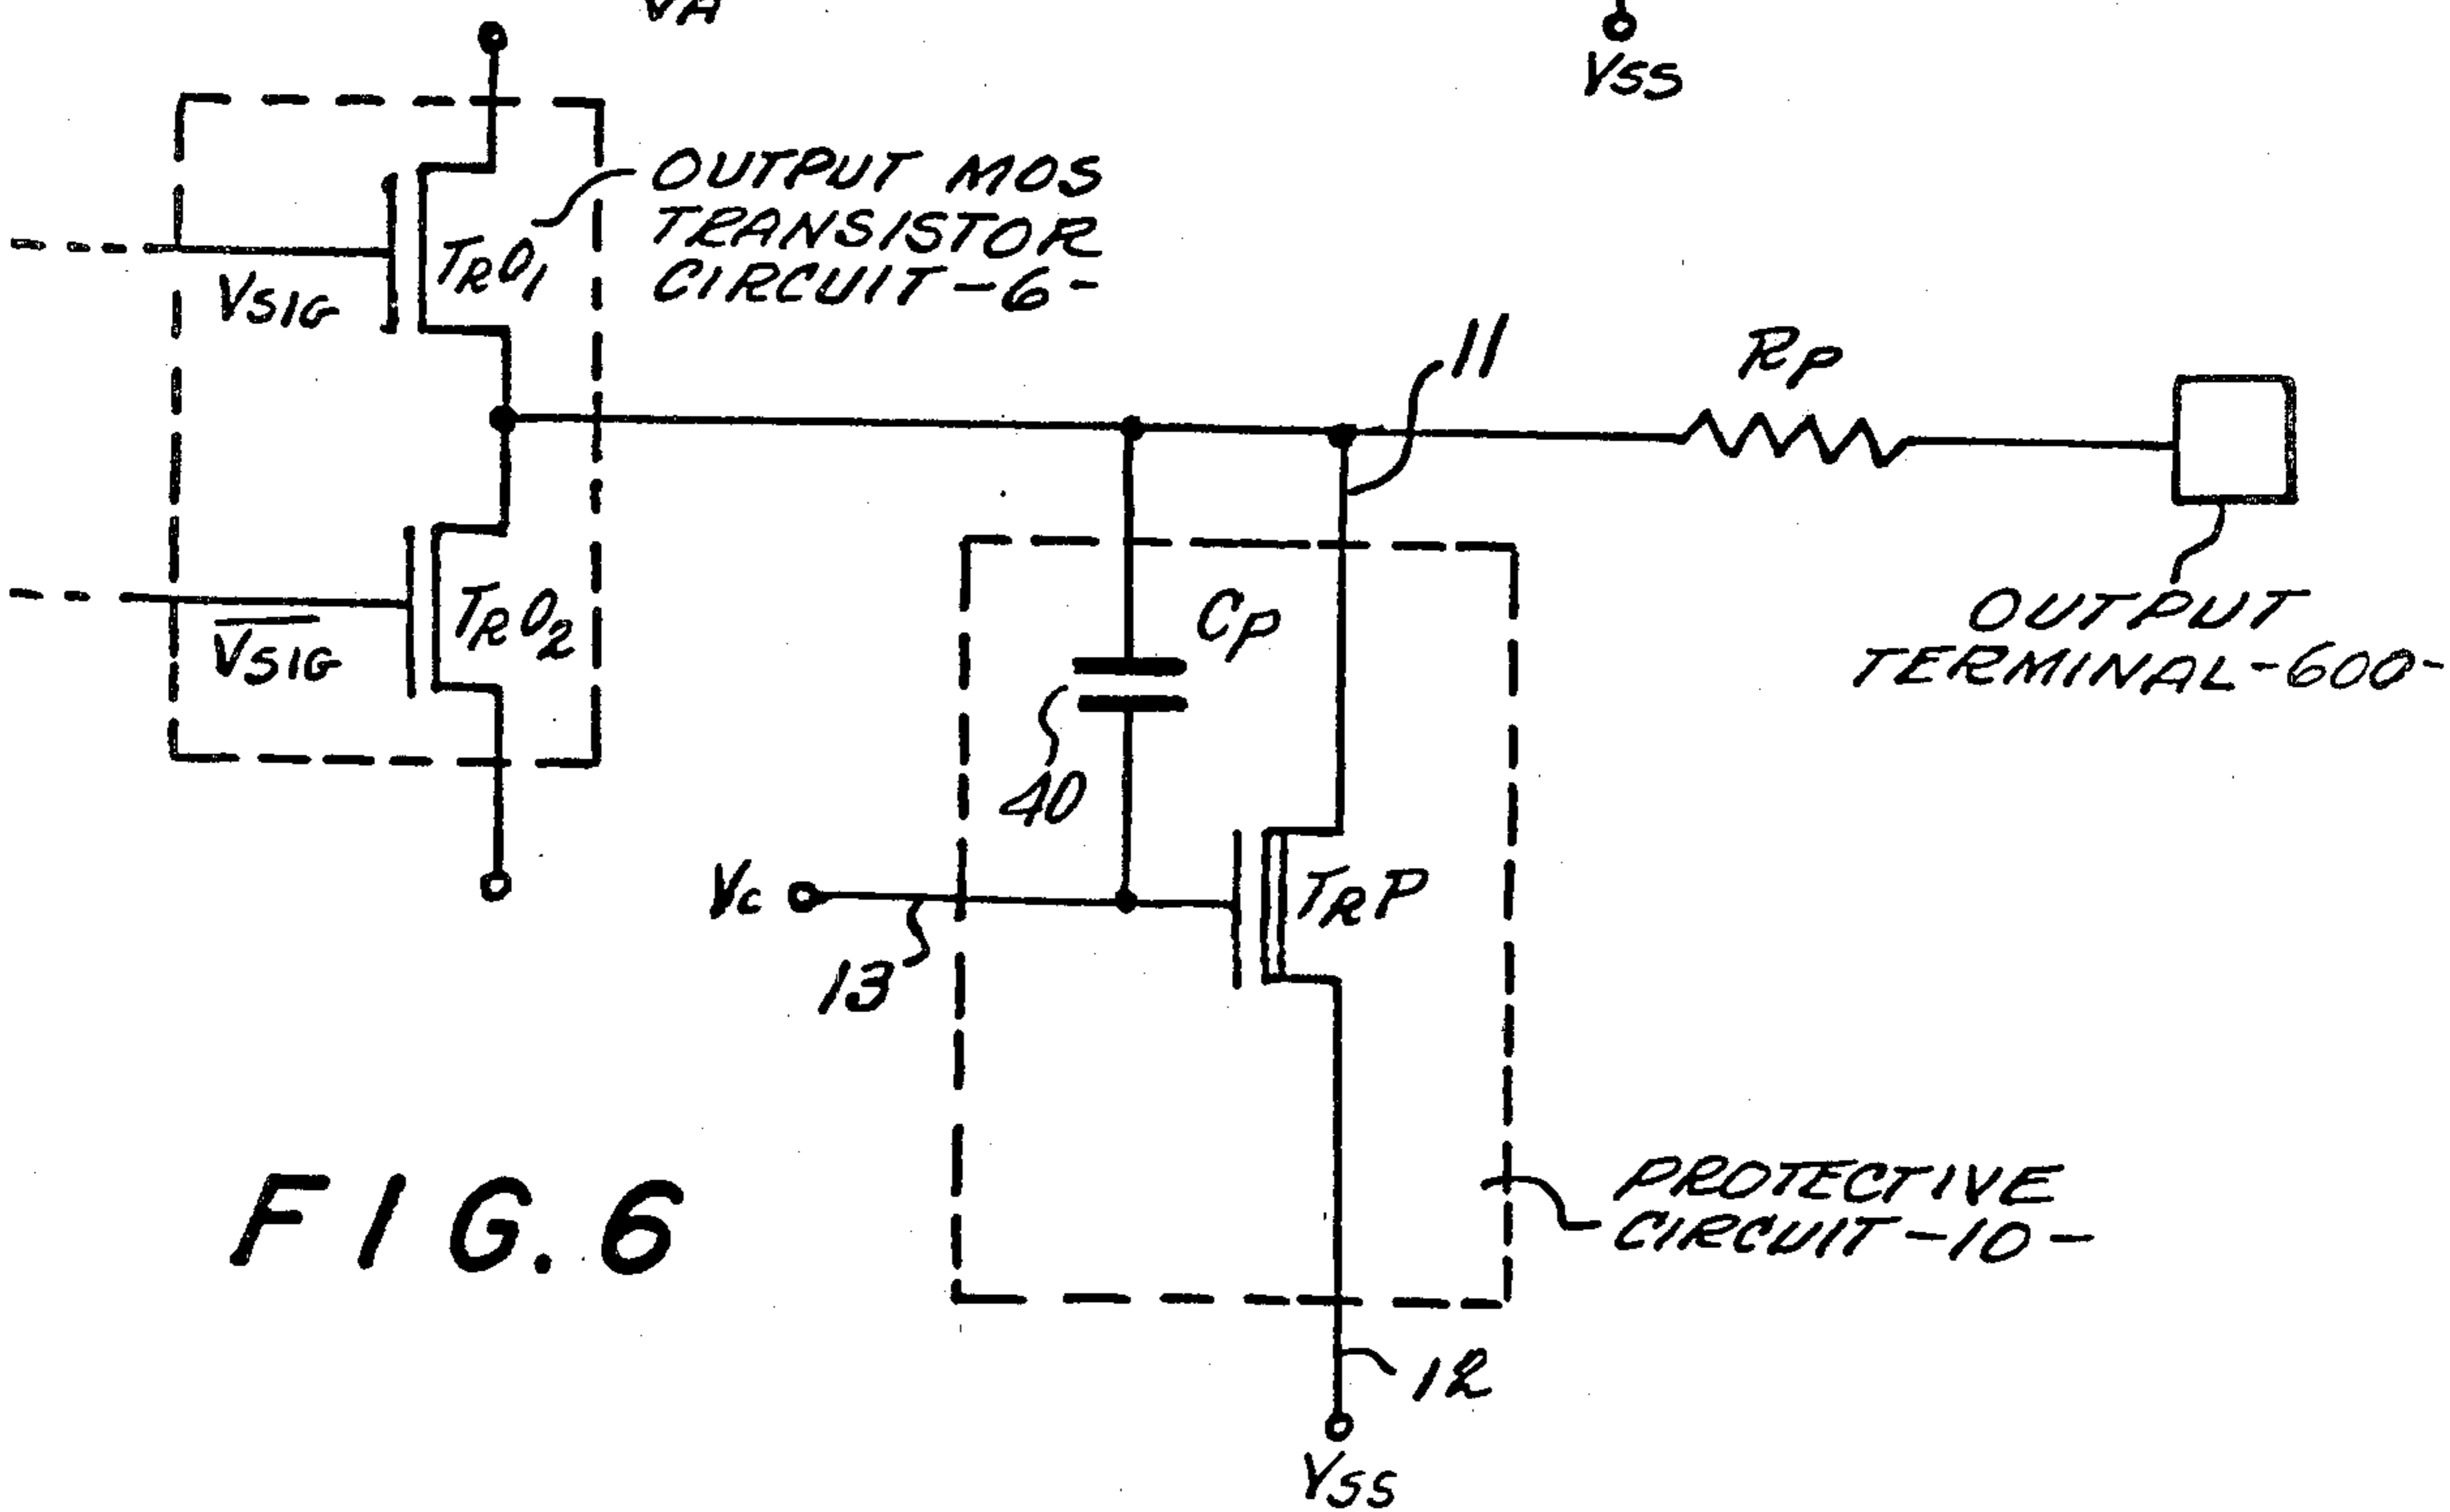 VA
VSS
OUTPUT MOS
TRANSISTOR
CIRCUIT-6-
TRO1
VSIG
11
RP
TRO2
V̅S̅I̅G̅
CP
OUTPUT
TERMINAL-600-
40
VC
TRP
13
PROTECTIVE
CIRCUIT-10-
FIG. 6
12
VSS